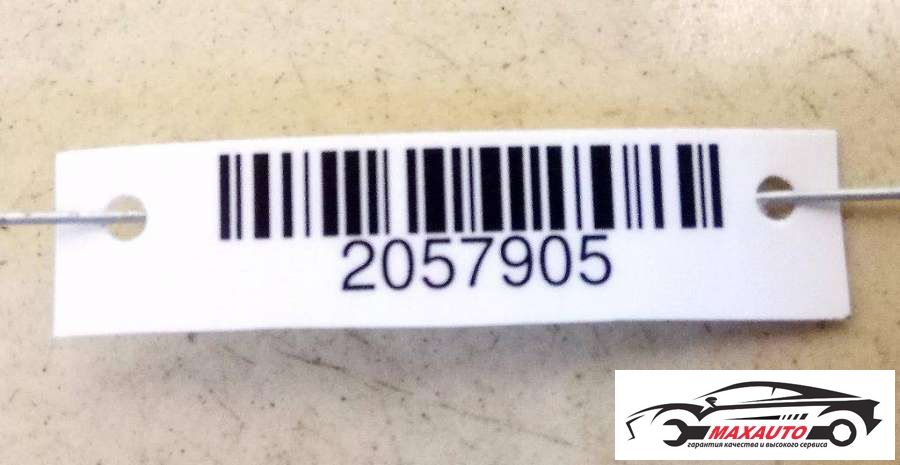 2057905
MAXAUTO
гарантия качества и высокого сервиса